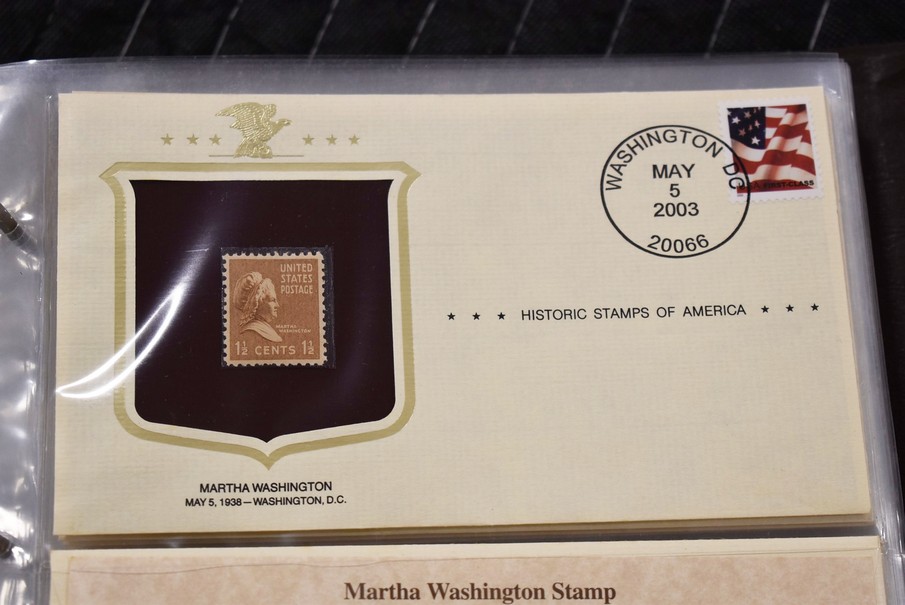 WASHINGTON DC
MAY
5
2003
20066
FIRST-CLASS
UNITED
STATES
POSTAGE
MARTHA
WASHINGTON
1½ CENTS 1½
★ ★ ★ HISTORIC STAMPS OF AMERICA ★ ★ ★
MARTHA WASHINGTON
MAY 5, 1938—WASHINGTON, D.C.
Martha Washington Stamp